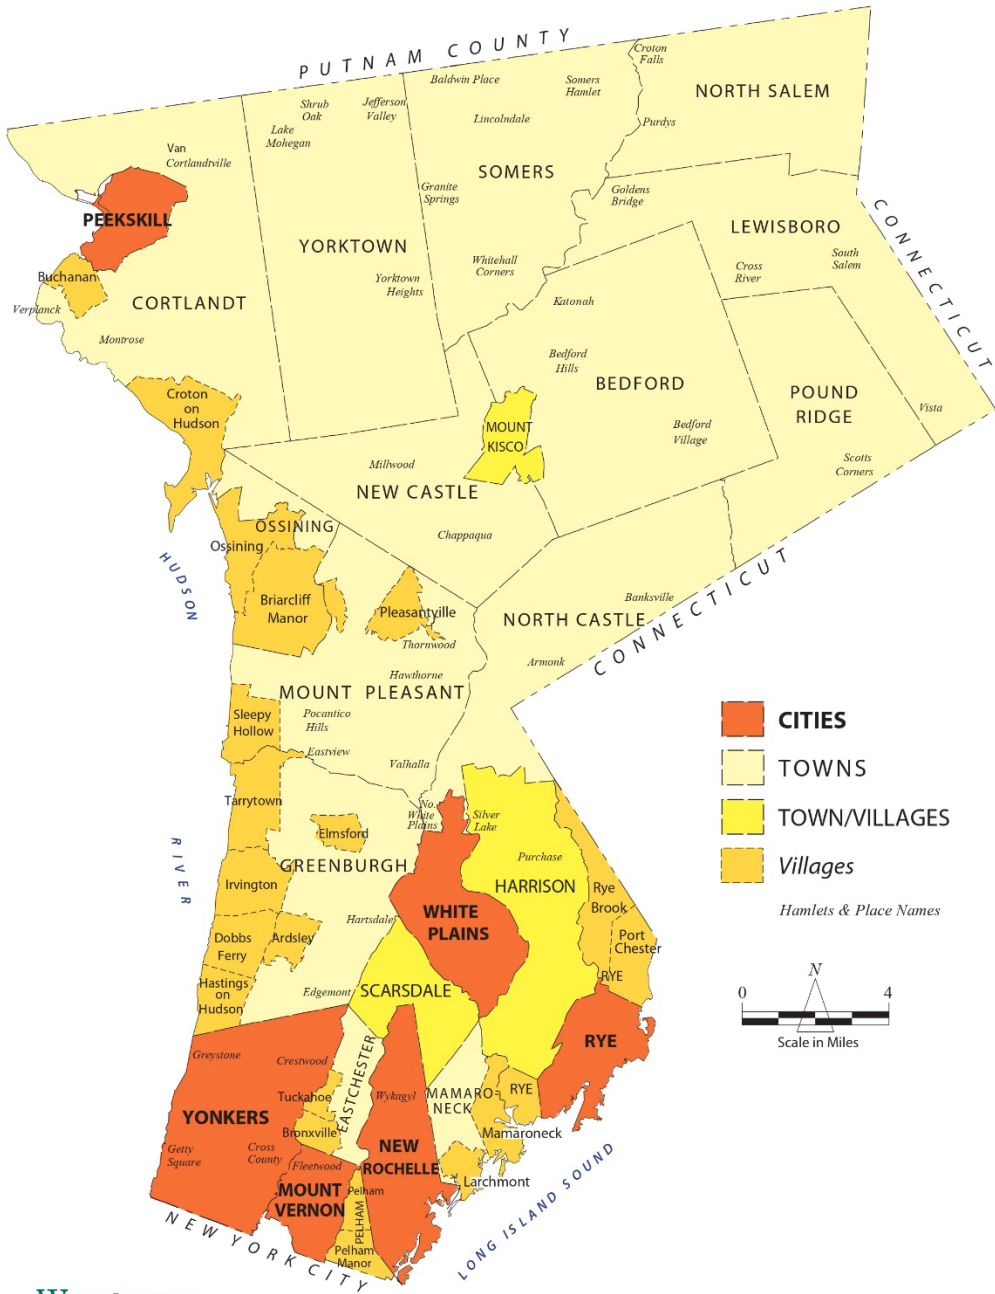 PUTNAM COUNTY
Croton
Falls
Baldwin Place
Somers
Hamlet
NORTH SALEM
Shrub
Oak
Jefferson
Valley
Lake
Mohegan
Lincolndale
Purdys
Van
Cortlandtville
SOMERS
Granite
Springs
Goldens
Bridge
PEEKSKILL
LEWISBORO
CONNECTICUT
YORKTOWN
Whitehall
Corners
Cross
River
South
Salem
Buchanan
Yorktown
Heights
CORTLANDT
Katonah
Verplanck
Montrose
Bedford
Hills
BEDFORD
POUND
RIDGE
Croton
on
Hudson
Vista
MOUNT
KISCO
Bedford
Village
Millwood
Scotts
Corners
NEW CASTLE
OSSINING
Chappaqua
Ossining
HUDSON
CONNECTICUT
Briarcliff
Manor
Pleasantville
Banksville
NORTH CASTLE
Thornwood
Armonk
Hawthorne
MOUNT PLEASANT
Sleepy
Hollow
Pocantico
Hills
Eastview
Valhalla
CITIES
TOWNS
TOWN/VILLAGES
Villages
Hamlets & Place Names
Tarrytown
No.
White
Plains
Silver
Lake
Elmsford
RIVER
GREENBURGH
Purchase
Irvington
HARRISON
Rye
Brook
WHITE
PLAINS
Hartsdale
Dobbs
Ferry
Ardsley
Port
Chester
RYE
Hastings
on
Hudson
Edgemont
SCARSDALE
N
0 4
Scale in Miles
RYE
Greystone
Crestwood
EASTCHESTER
Tuckahoe
Wykagyl
MAMARO-
NECK
RYE
YONKERS
Bronxville
Mamaroneck
Getty
Square
Cross
County
Fleetwood
NEW
ROCHELLE
Larchmont
MOUNT
VERNON
Pelham
PELHAM
Pelham
Manor
LONG ISLAND SOUND
NEW YORK CITY